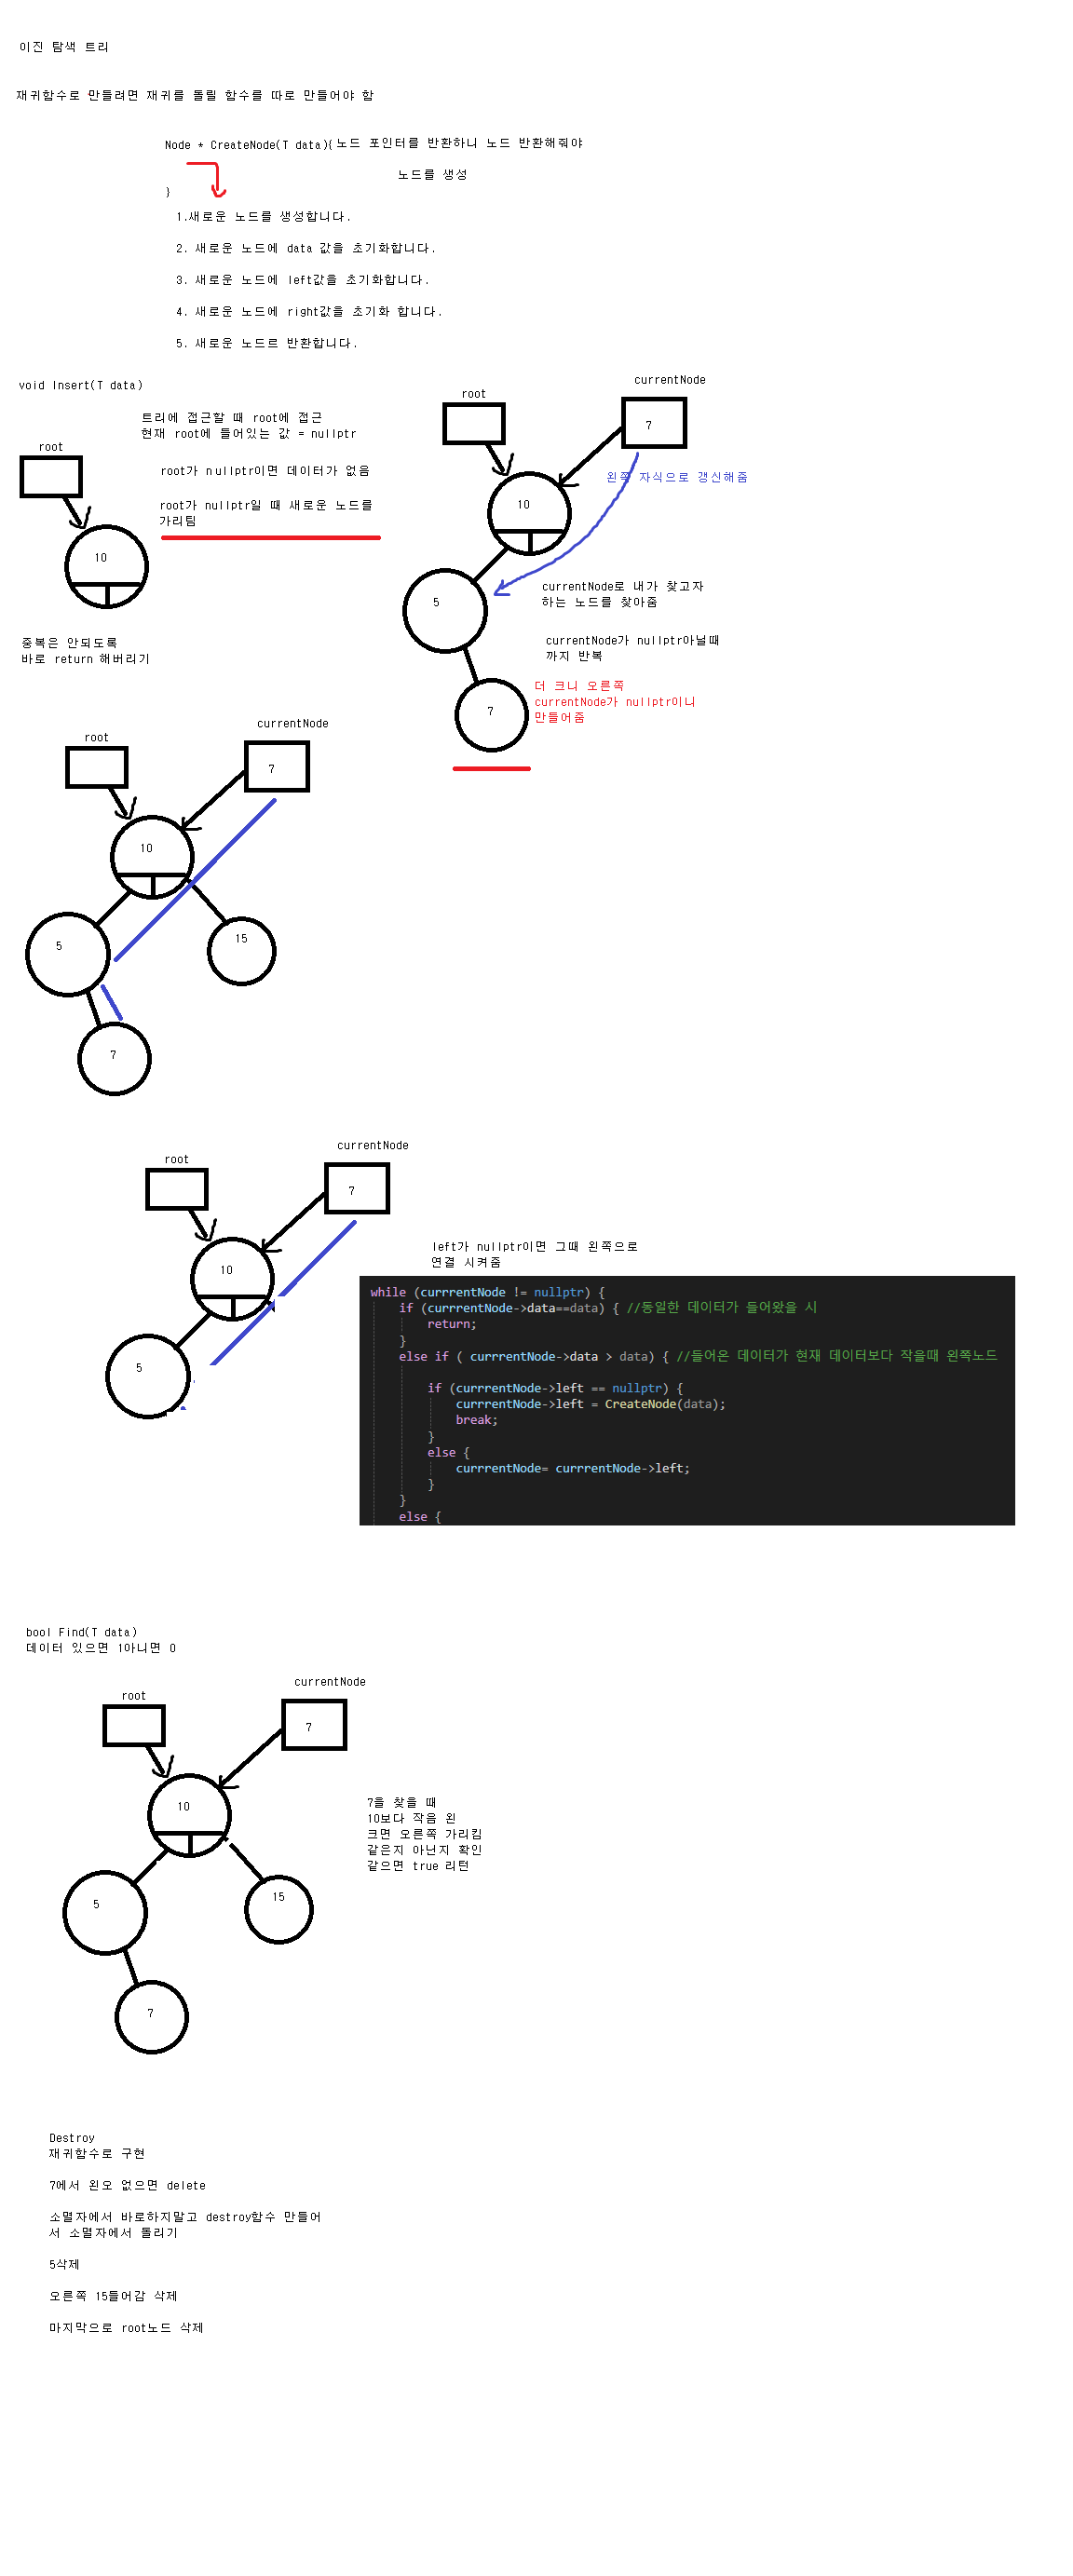 이진 탐색 트리
재귀함수로 만들려면 재귀를 돌릴 함수를 따로 만들어야 함
Node * CreateNode(T data){ 노드 포인터를 반환하니 노드 반환해줘야
노드를 생성
}
1.새로운 노드를 생성합니다.
2. 새로운 노드에 data 값을 초기화합니다.
3. 새로운 노드에 left값을 초기화합니다.
4. 새로운 노드에 right값을 초기화 합니다.
5. 새로운 노드르 반환합니다.
void Insert(T data)
트리에 접근할 때 root에 접근
현재 root에 들어있는 값 = nullptr
root
root가 nullptr이면 데이터가 없음
root가 nullptr일 때 새로운 노드를
가리팀
10
중복은 안되도록
바로 return 해버리기
currentNode
root
7
왼쪽 자식으로 갱신해줌
10
5
currentNode로 내가 찾고자
하는 노드를 찾아줌
currentNode가 nullptr아널때
까지 반복
더 크니 오른쪽
currentNode가 nullptr이니
만들어줌
7
currentNode
root
7
10
5
15
7
currentNode
root
7
10
5
left가 nullptr이면 그때 왼쪽으로
연결 시켜줌
while (currrentNode != nullptr) {
if (currrentNode->data==data) { //동일한 데이터가 들어왔을 시
return;
}
else if ( currrentNode->data > data) { //들어온 데이터가 현재 데이터보다 작을때 왼쪽노드
if (currrentNode->left == nullptr) {
currrentNode->left = CreateNode(data);
break;
}
else {
currrentNode= currrentNode->left;
}
}
else {
bool Find(T data)
데이터 있으면 1아니면 0
currentNode
root
7
10
5
15
7
7을 찾을 때
10보다 작음 왼
크면 오른쪽 가리킴
같은지 아닌지 확인
같으면 true 리턴
Destroy
재귀함수로 구현
7에서 왼오 없으면 delete
소멸자에서 바로하지말고 destroy함수 만들어
서 소멸자에서 돌리기
5삭제
오른쪽 15들어감 삭제
마지막으로 root노드 삭제